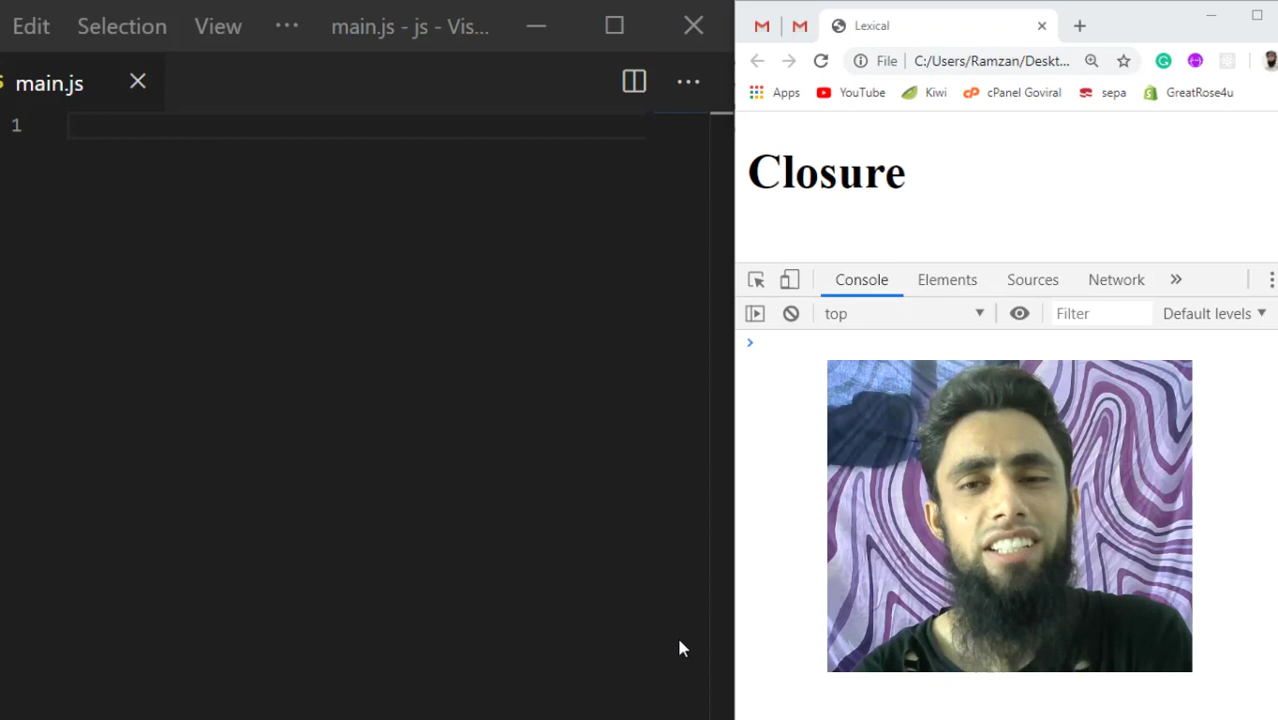 Edit Selection View ··· main.js - js - Vis...
main.js
1
Lexical
File C:/Users/Ramzan/Deskt...
Apps YouTube Kiwi cPanel Goviral sepa GreatRose4u
Closure
Console Elements Sources Network »
top Filter Default levels